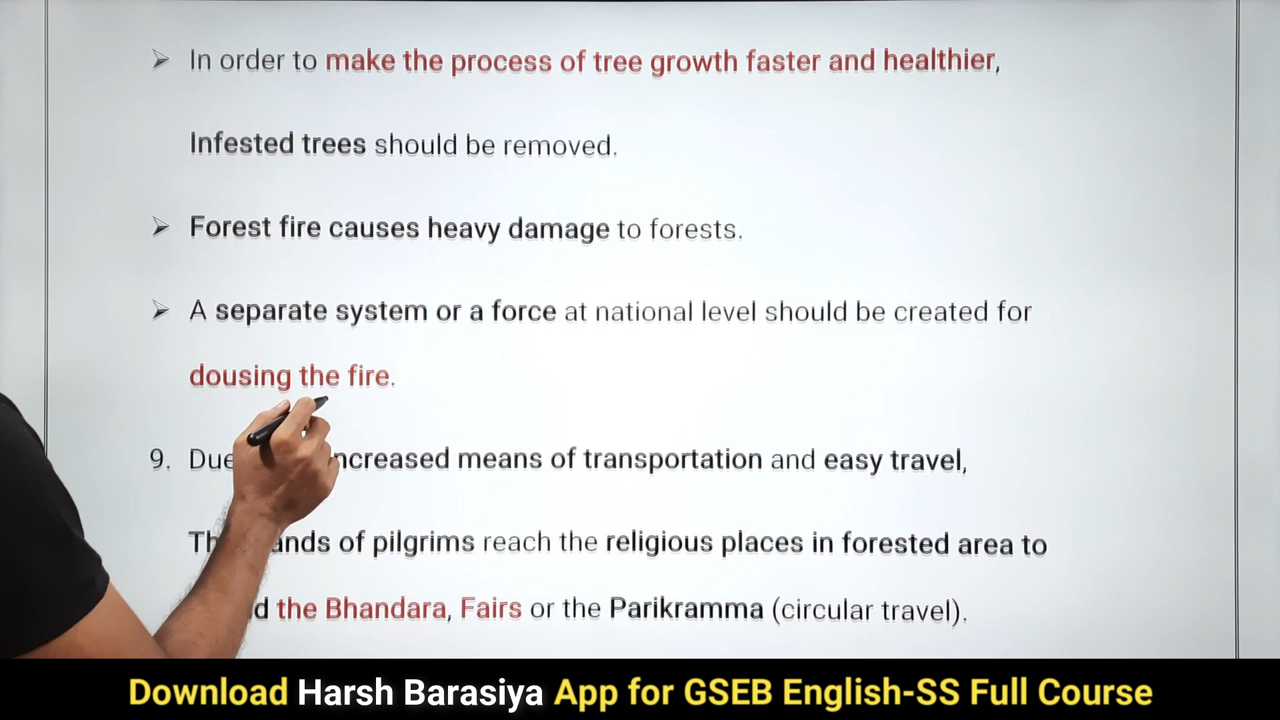 ➢ In order to make the process of tree growth faster and healthier,
Infested trees should be removed.
➢ Forest fire causes heavy damage to forests.
➢ A separate system or a force at national level should be created for
dousing the fire.
9. Due increased means of transportation and easy travel,
of pilgrims reach the religious places in forested area to
the Bhandara, Fairs or the Parikramma (circular travel).
Download Harsh Barasiya App for GSEB English-SS Full Course